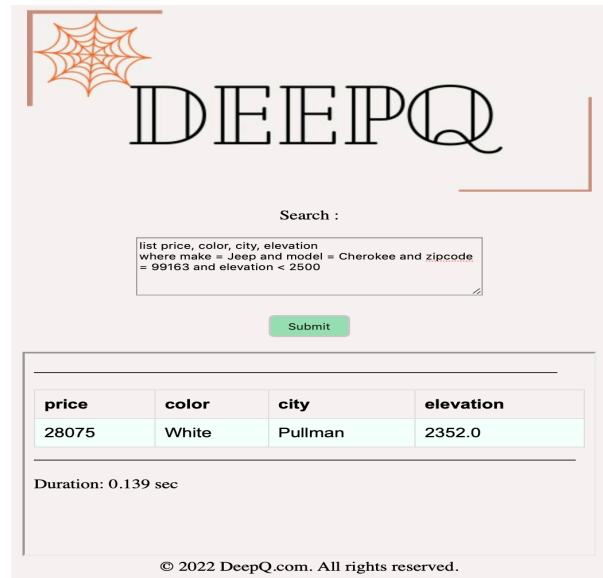 DEEPQ
Search :
list price, color, city, elevation
where make = Jeep and model = Cherokee and zipcode
= 99163 and elevation < 2500
Submit
price color city elevation
28075 White Pullman 2352.0
Duration: 0.139 sec
© 2022 DeepQ.com. All rights reserved.